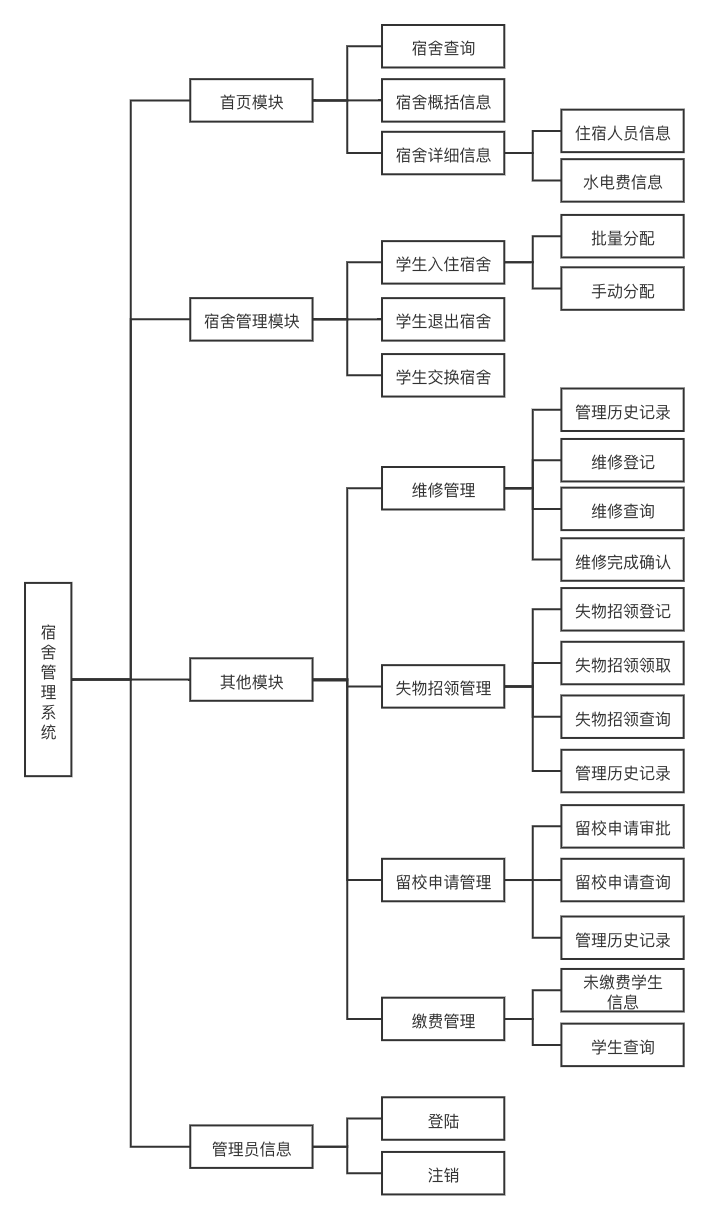 宿舍管理系统
首页模块
宿舍查询
宿舍概括信息
宿舍详细信息
住宿人员信息
水电费信息
宿舍管理模块
学生入住宿舍
批量分配
手动分配
学生退出宿舍
学生交换宿舍
其他模块
维修管理
管理历史记录
维修登记
维修查询
维修完成确认
失物招领管理
失物招领登记
失物招领领取
失物招领查询
管理历史记录
留校申请管理
留校申请审批
留校申请查询
管理历史记录
缴费管理
未缴费学生
信息
学生查询
管理员信息
登陆
注销